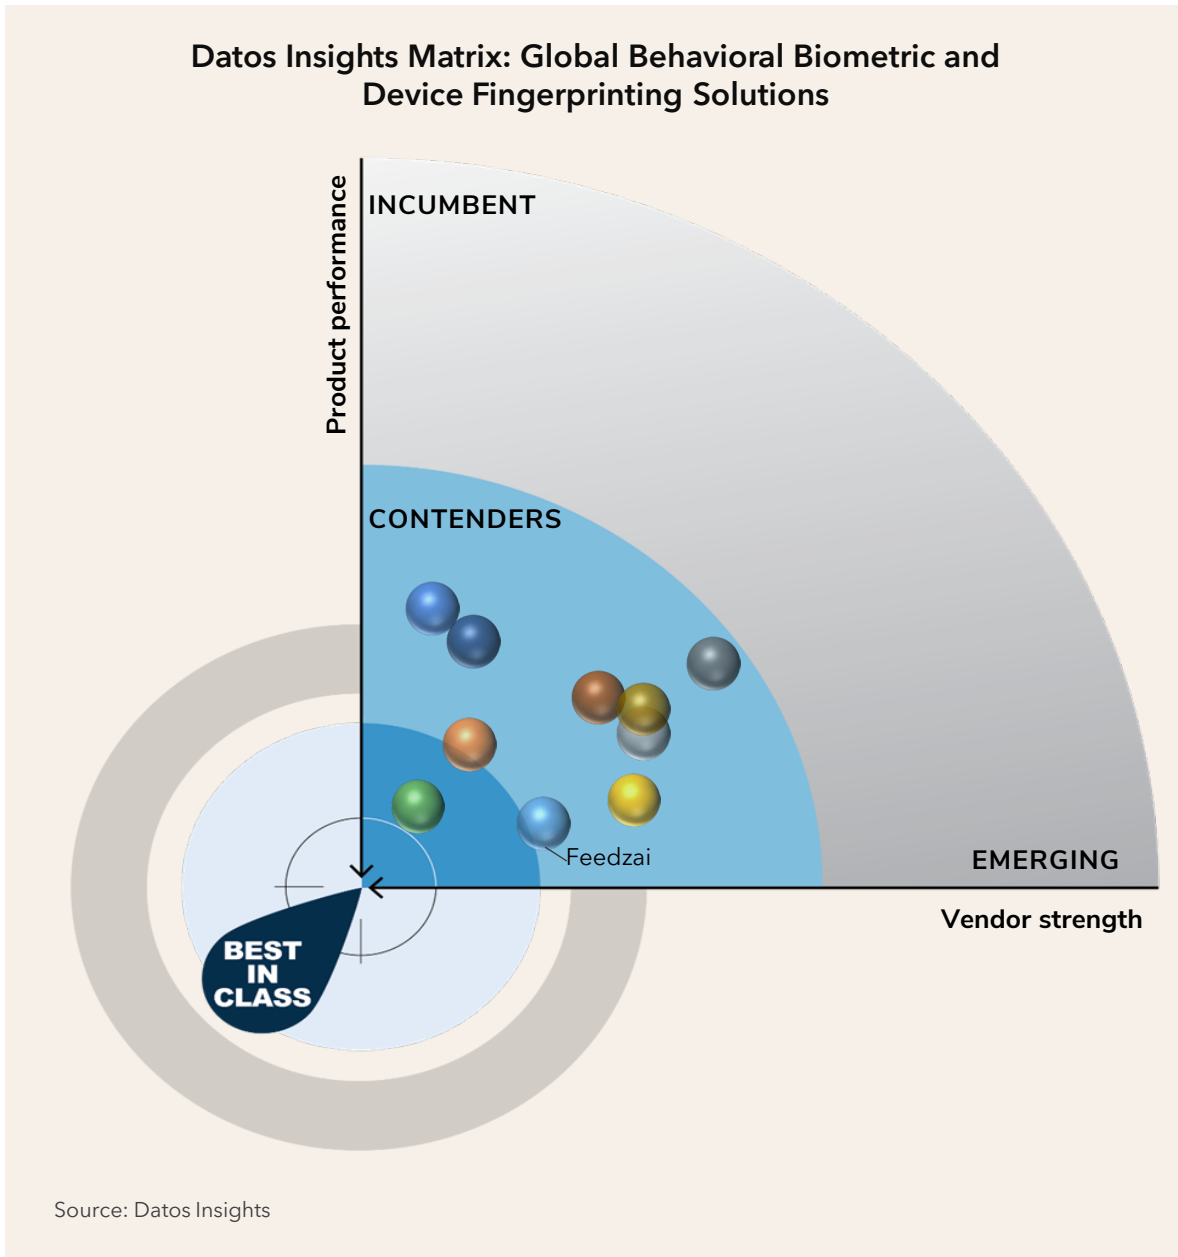 Datos Insights Matrix: Global Behavioral Biometric and
Device Fingerprinting Solutions
Product performance
INCUMBENT
CONTENDERS
Feedzai
EMERGING
Vendor strength
BEST
IN
CLASS
Source: Datos Insights